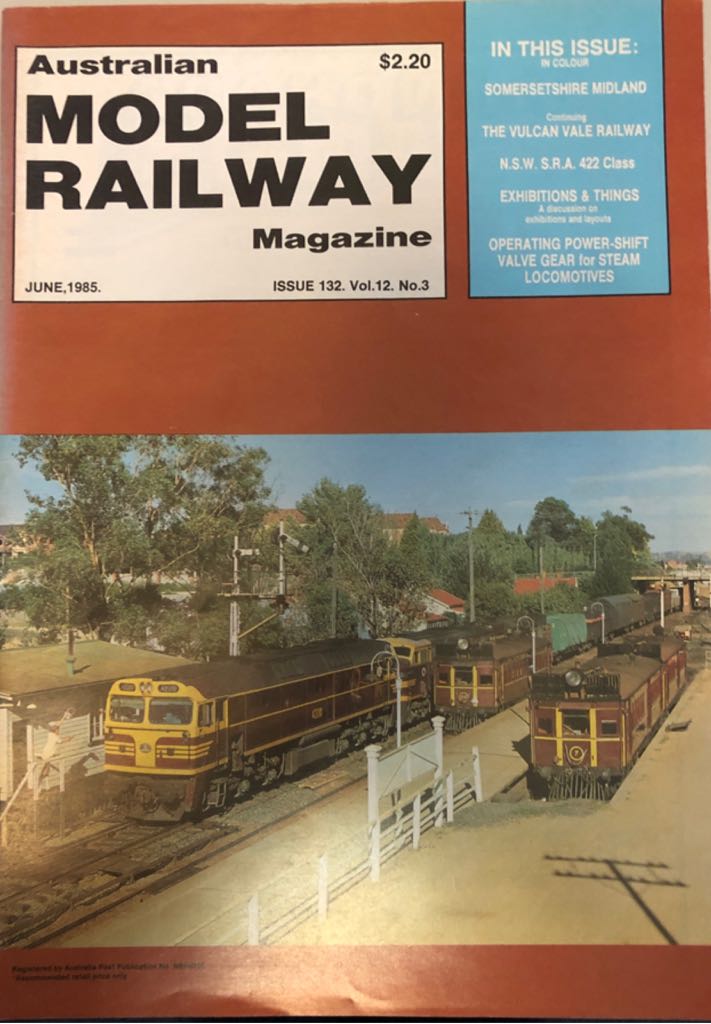 Australian
$2.20
MODEL
RAILWAY
Magazine
JUNE,1985.
ISSUE 132. Vol.12. No.3
IN THIS ISSUE:
IN COLOUR
SOMERSETSHIRE MIDLAND
Continuing
THE VULCAN VALE RAILWAY
N.S.W. S.R.A. 422 Class
EXHIBITIONS & THINGS
A discussion on
exhibitions and layouts
OPERATING POWER-SHIFT
VALVE GEAR for STEAM
LOCOMOTIVES
Registered by Australia Post Publication No.
*Recommended retail price only